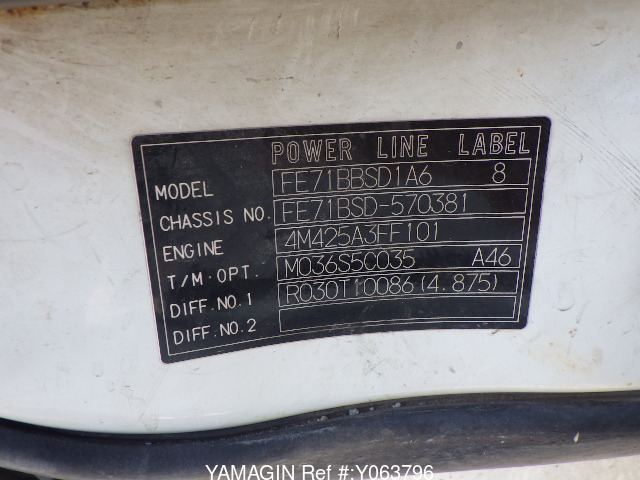 POWER LINE LABEL
MODEL FE71BBSD1A6 8
CHASSIS NO. FE71BSD-570381
ENGINE 4M425A3FF101
T/M·OPT. M036S5C035 A46
DIFF.NO.1 R030T10086(4.875)
DIFF.NO.2
YAMAGIN Ref #:Y063796